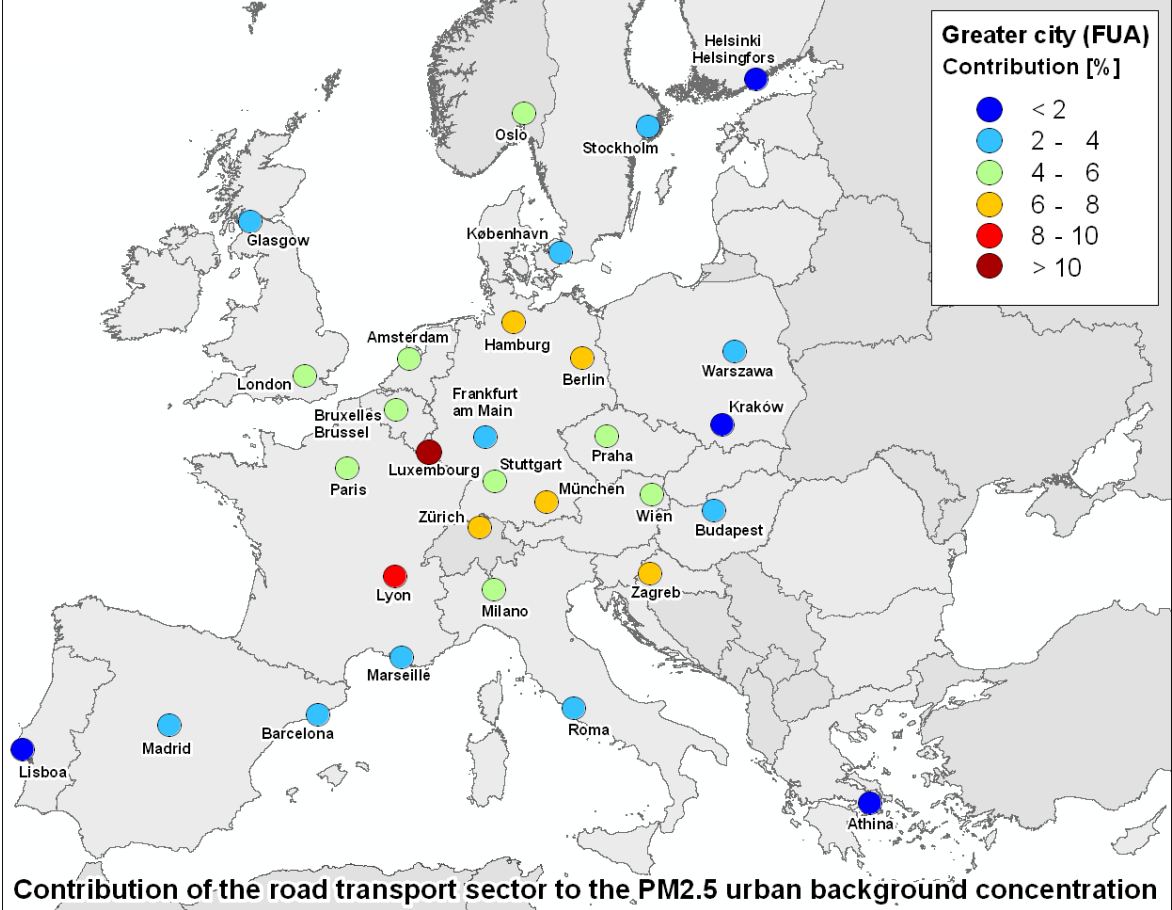 Helsinki
Helsingfors
Greater city (FUA)
Contribution [%]
< 2
2 - 4
4 - 6
6 - 8
8 - 10
> 10
Oslo
Stockholm
Glasgow
København
Amsterdam
Hamburg
London
Berlin
Warszawa
Frankfurt
am Main
Bruxelles
Brüssel
Kraków
Praha
Luxembourg
Stuttgart
Paris
München
Zürich
Wien
Budapest
Lyon
Milano
Zagreb
Marseille
Barcelona
Roma
Madrid
Lisboa
Athina
Contribution of the road transport sector to the PM2.5 urban background concentration